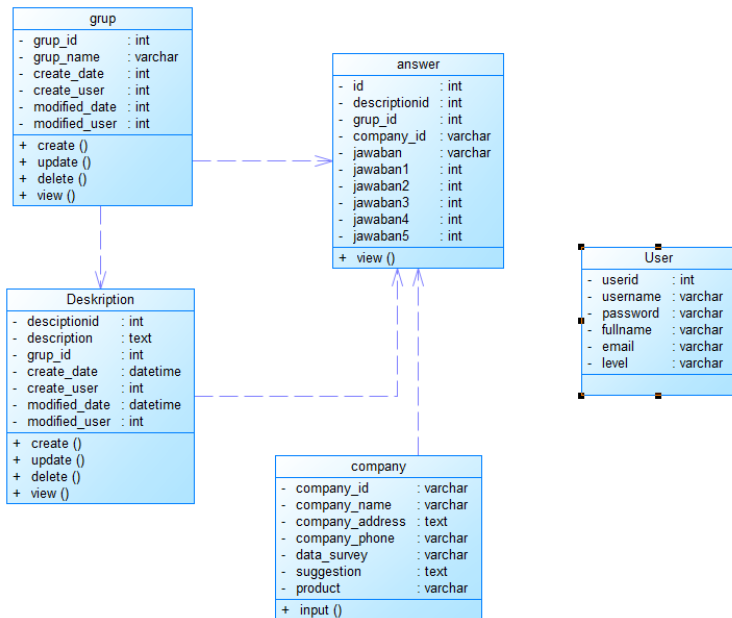 grup
- grup_id : int
- grup_name : varchar
- create_date : int
- create_user : int
- modified_date : int
- modified_user : int
+ create ()
+ update ()
+ delete ()
+ view ()
answer
- id : int
- descriptionid : int
- grup_id : int
- company_id : varchar
- jawaban : varchar
- jawaban1 : int
- jawaban2 : int
- jawaban3 : int
- jawaban4 : int
- jawaban5 : int
+ view ()
User
- userid : int
- username : varchar
- password : varchar
- fullname : varchar
- email : varchar
- level : varchar
Deskription
- desciptionid : int
- description : text
- grup_id : int
- create_date : datetime
- create_user : int
- modified_date : datetime
- modified_user : int
+ create ()
+ update ()
+ delete ()
+ view ()
company
- company_id : varchar
- company_name : varchar
- company_address : text
- company_phone : varchar
- data_survey : varchar
- suggestion : text
- product : varchar
+ input ()